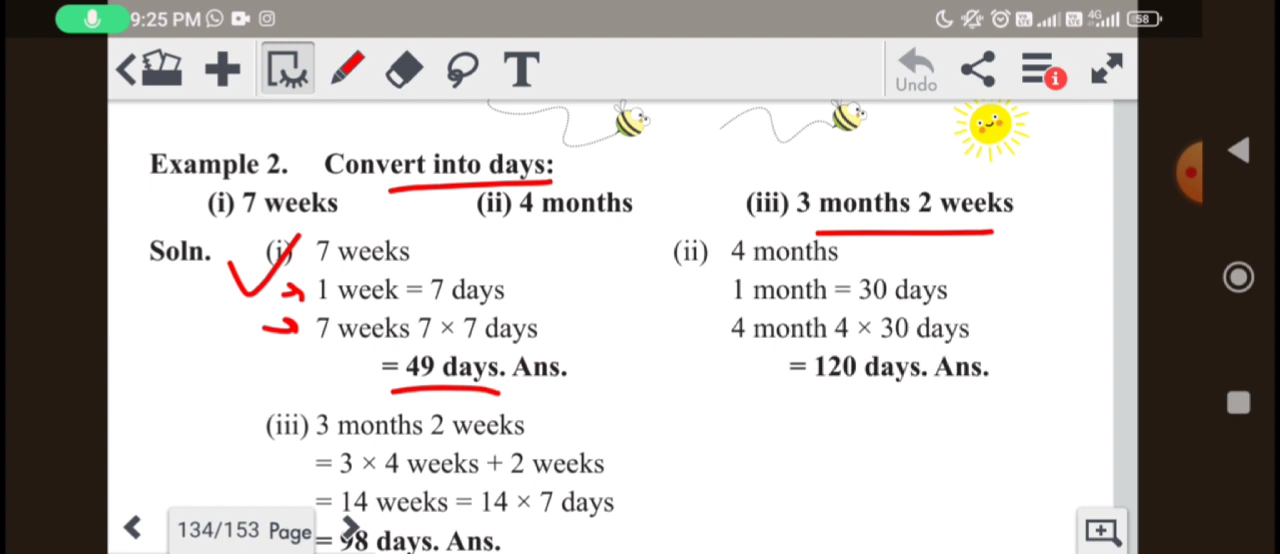 9:25 PM
4G
58
T
Undo
i
Example 2. Convert into days:
(i) 7 weeks (ii) 4 months (iii) 3 months 2 weeks
Soln. (i) 7 weeks
1 week = 7 days
7 weeks 7 × 7 days
= 49 days. Ans.
(ii) 4 months
1 month = 30 days
4 month 4 × 30 days
= 120 days. Ans.
(iii) 3 months 2 weeks
= 3 × 4 weeks + 2 weeks
= 14 weeks = 14 × 7 days
= 98 days. Ans.
134/153 Page